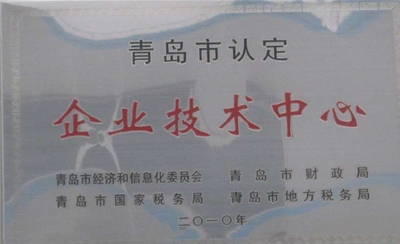 青岛市认定
企业技术中心
青岛市经济和信息化委员会 青岛市财政局
青岛市国家税务局 青岛市地方税务局
二〇一〇年